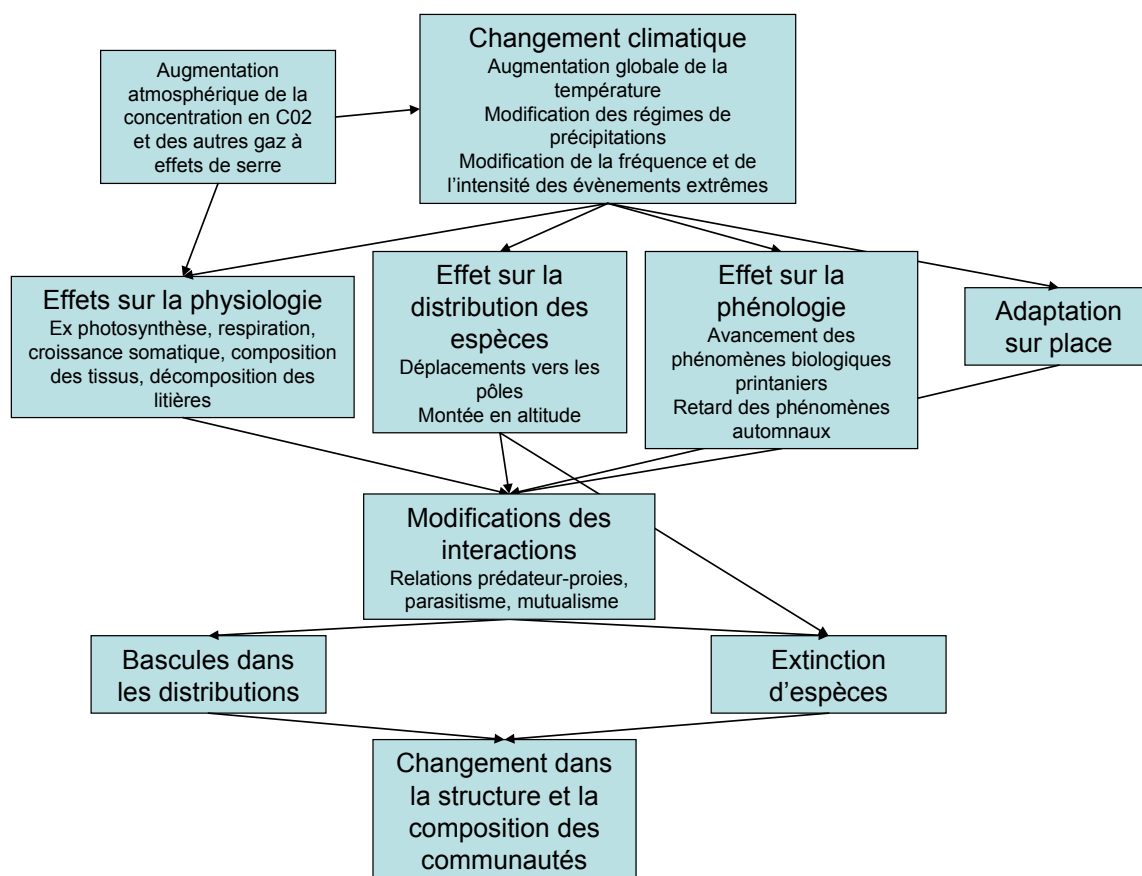 Changement climatique
Augmentation globale de la
température
Modification des régimes de
précipitations
Modification de la fréquence et de
l'intensité des évènements extrêmes
Augmentation
atmosphérique de la
concentration en C02
et des autres gaz à
effets de serre
Effets sur la physiologie
Ex photosynthèse, respiration,
croissance somatique, composition
des tissus, décomposition des
litières
Effet sur la
distribution des
espèces
Déplacements vers les
pôles
Montée en altitude
Effet sur la
phénologie
Avancement des
phénomènes biologiques
printaniers
Retard des phénomènes
automnaux
Adaptation
sur place
Modifications des
interactions
Relations prédateur-proies,
parasitisme, mutualisme
Bascules dans
les distributions
Extinction
d'espèces
Changement dans
la structure et la
composition des
communautés